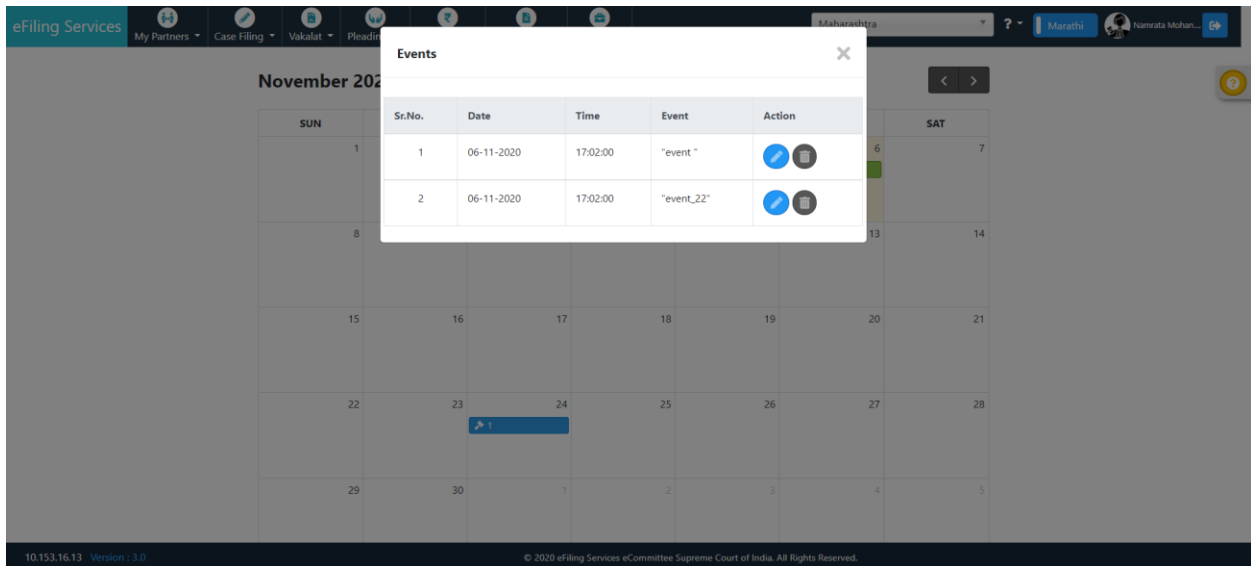 eFiling Services
My Partners Case Filing Vakalat
Maharashtra
? Marathi Namrata Mohan...
Events
November 202
Sr.No. Date Time Event Action
1 06-11-2020 17:02:00 "event "
2 06-11-2020 17:02:00 "event_22"
SUN SAT
1 6 7
8 13 14
15 16 17 18 19 20 21
22 23 24 25 26 27 28
1
29 30 1 2 3 4 5
10.153.16.13 Version : 3.0 © 2020 eFiling Services eCommittee Supreme Court of India. All Rights Reserved.